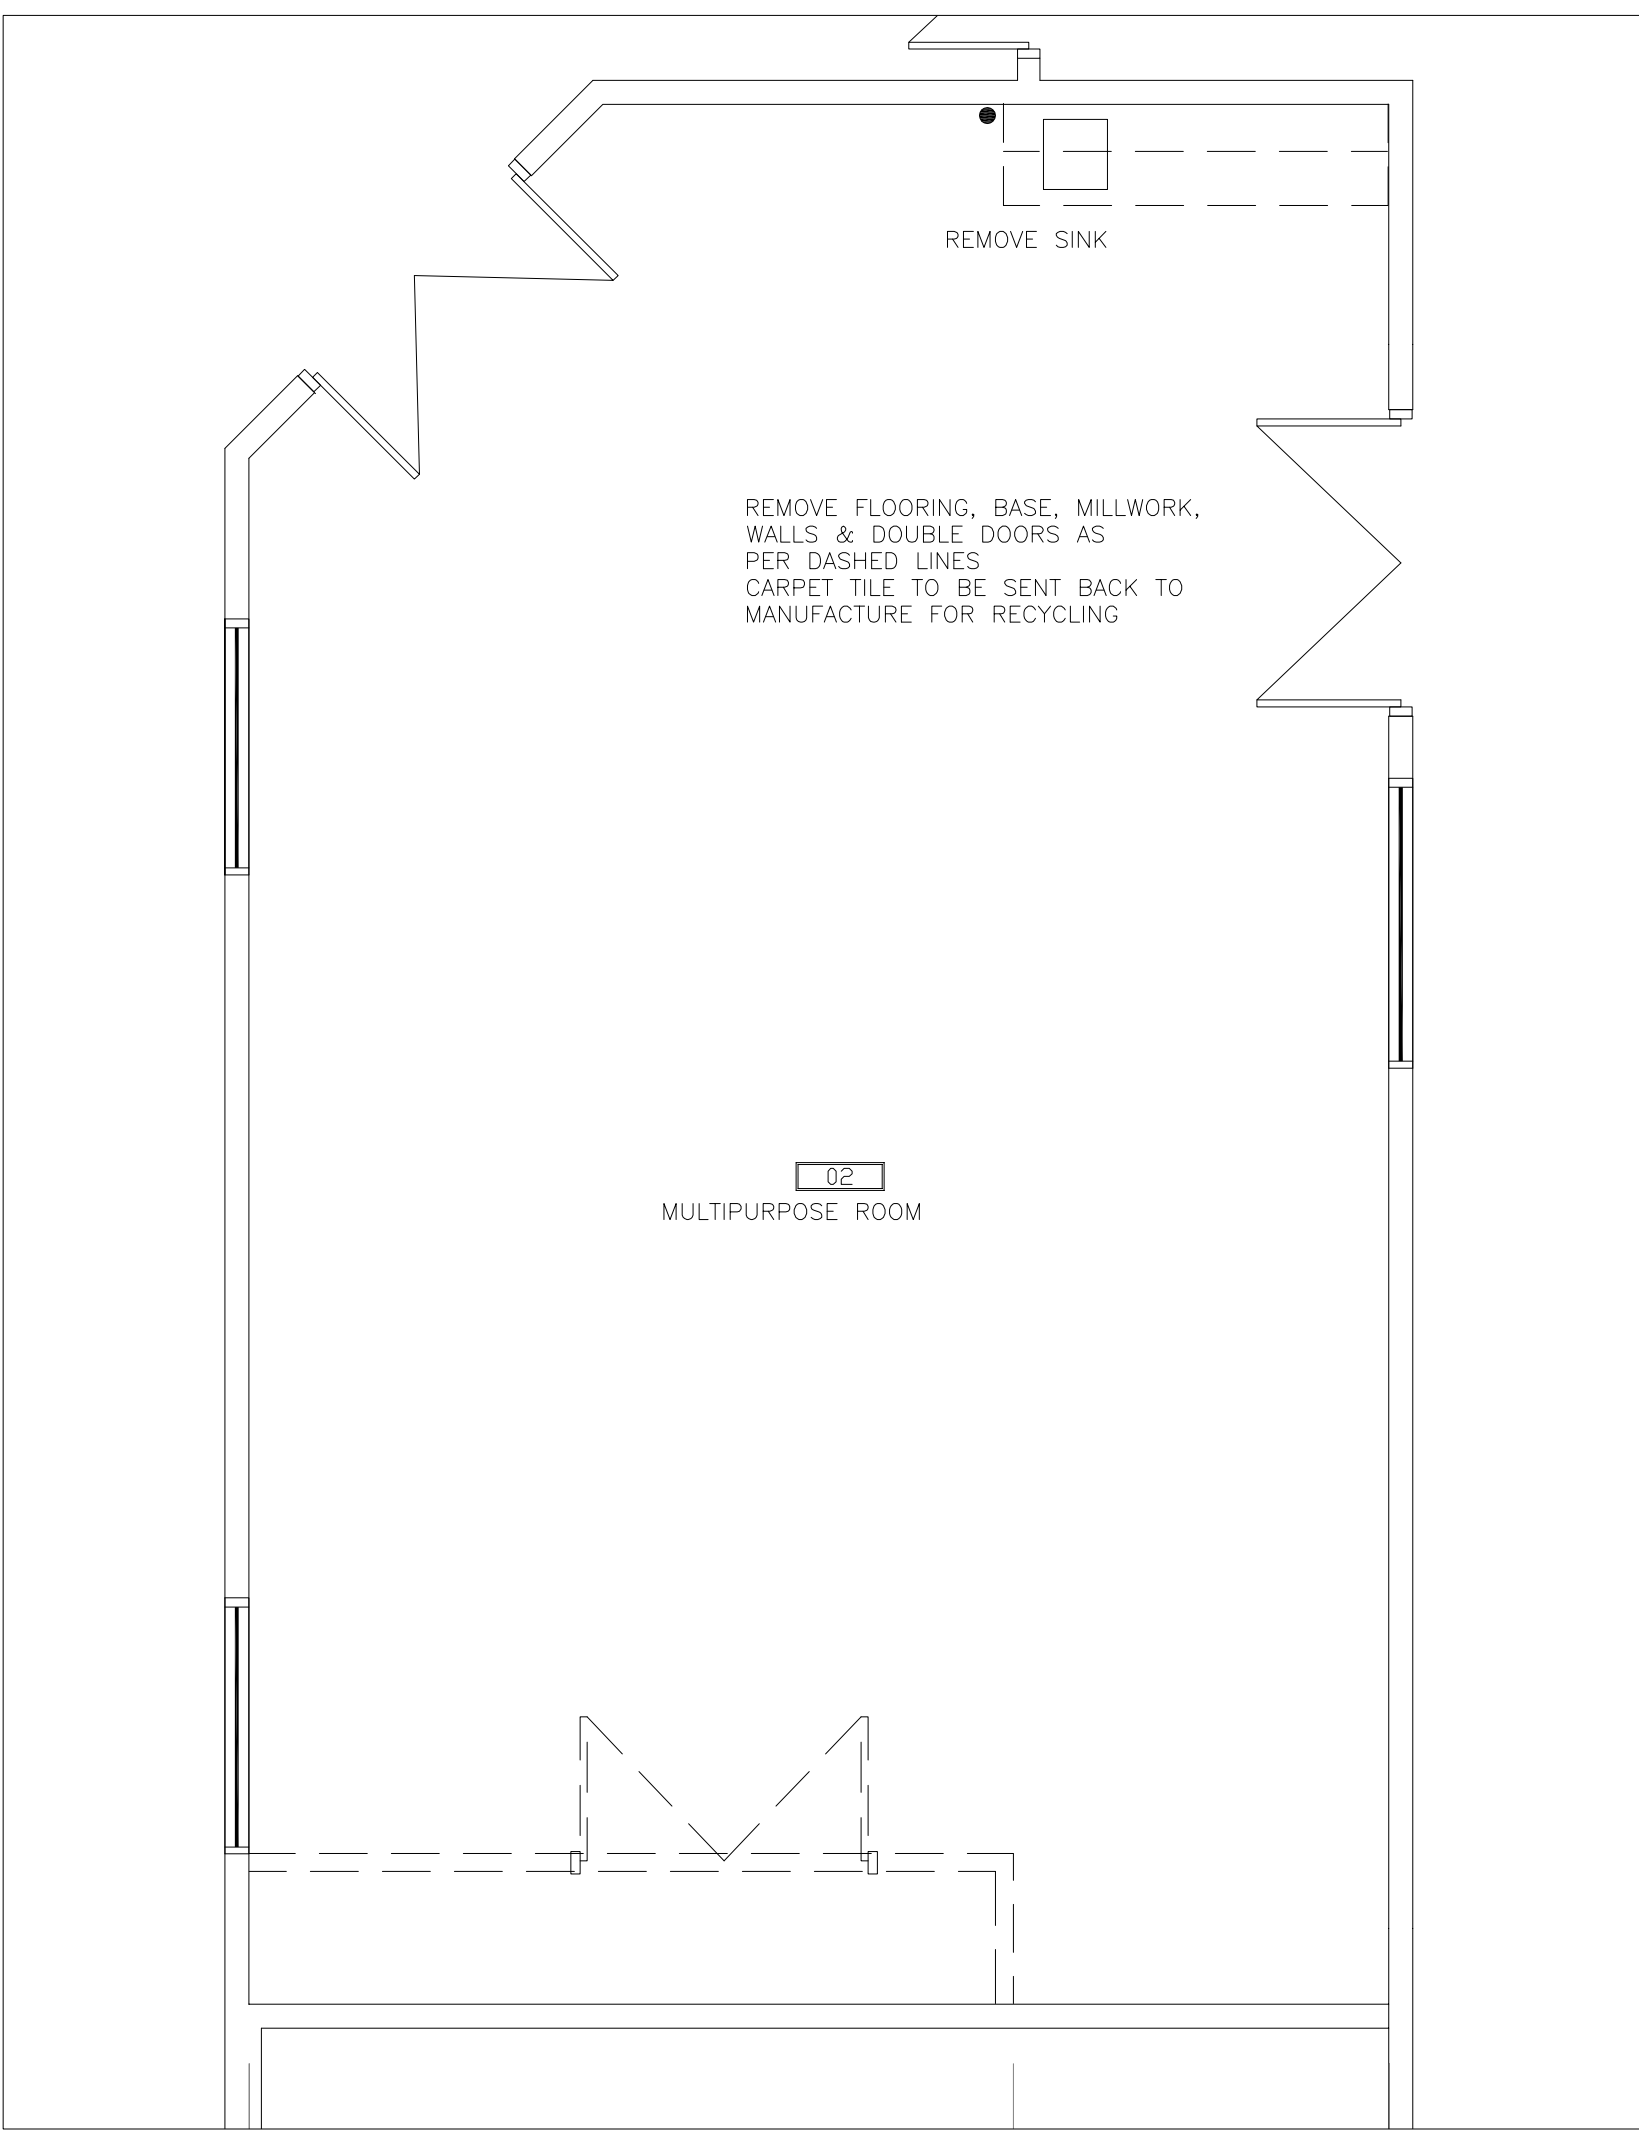 REMOVE SINK
REMOVE FLOORING, BASE, MILLWORK,
WALLS & DOUBLE DOORS AS
PER DASHED LINES
CARPET TILE TO BE SENT BACK TO
MANUFACTURE FOR RECYCLING
02
MULTIPURPOSE ROOM